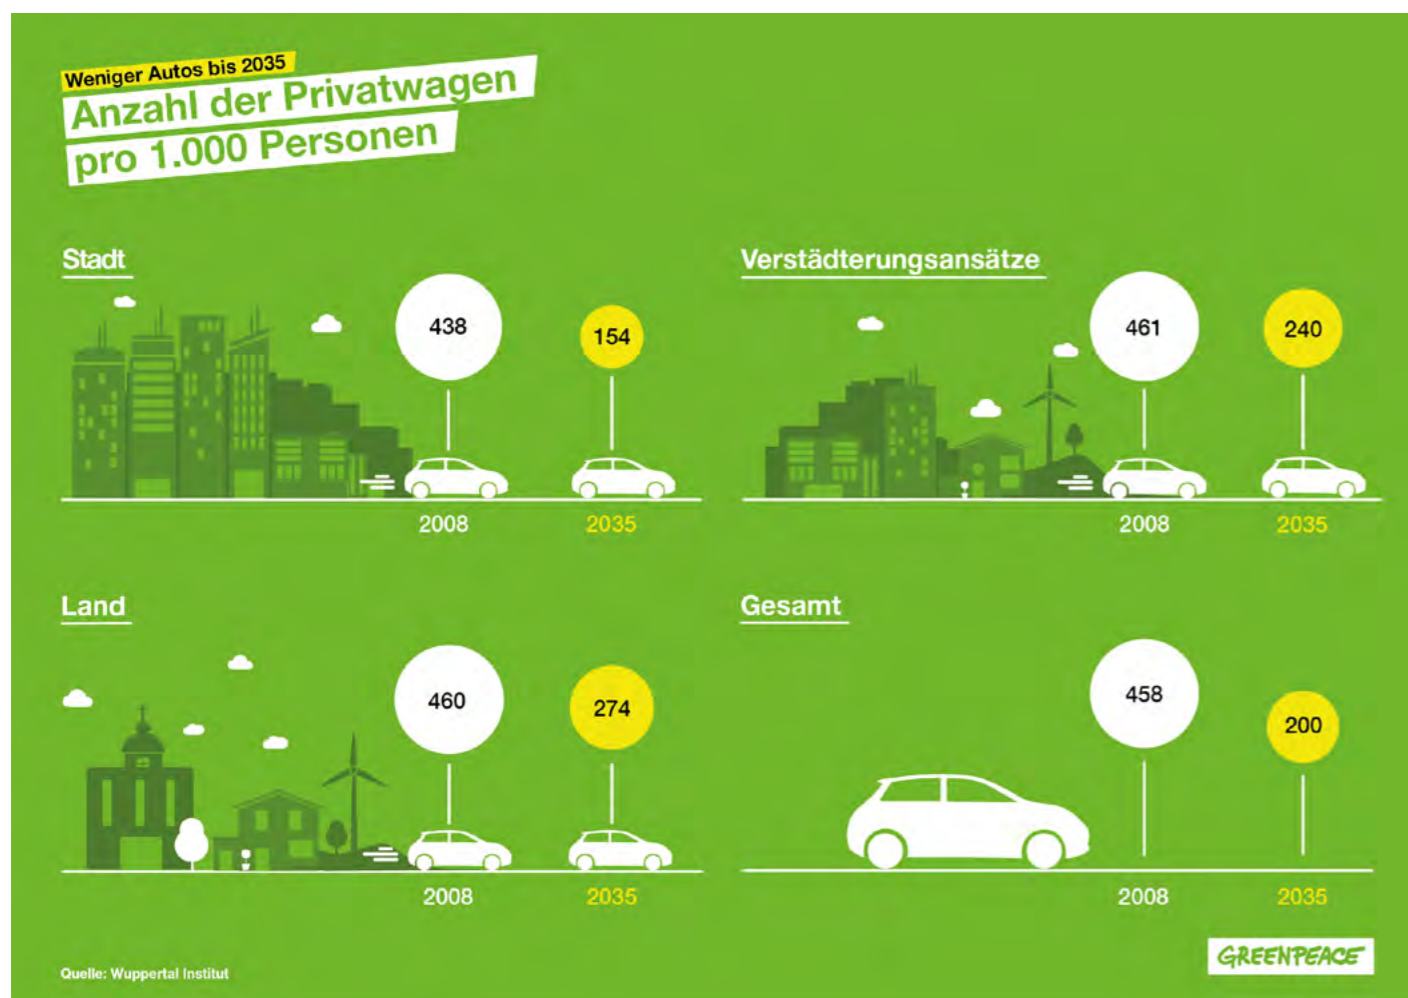 Weniger Autos bis 2035
Anzahl der Privatwagen
pro 1.000 Personen
Stadt
438
154
2008
2035
Verstädterungsansätze
461
240
2008
2035
Land
460
274
2008
2035
Gesamt
458
200
2008
2035
Quelle: Wuppertal Institut
GREENPEACE